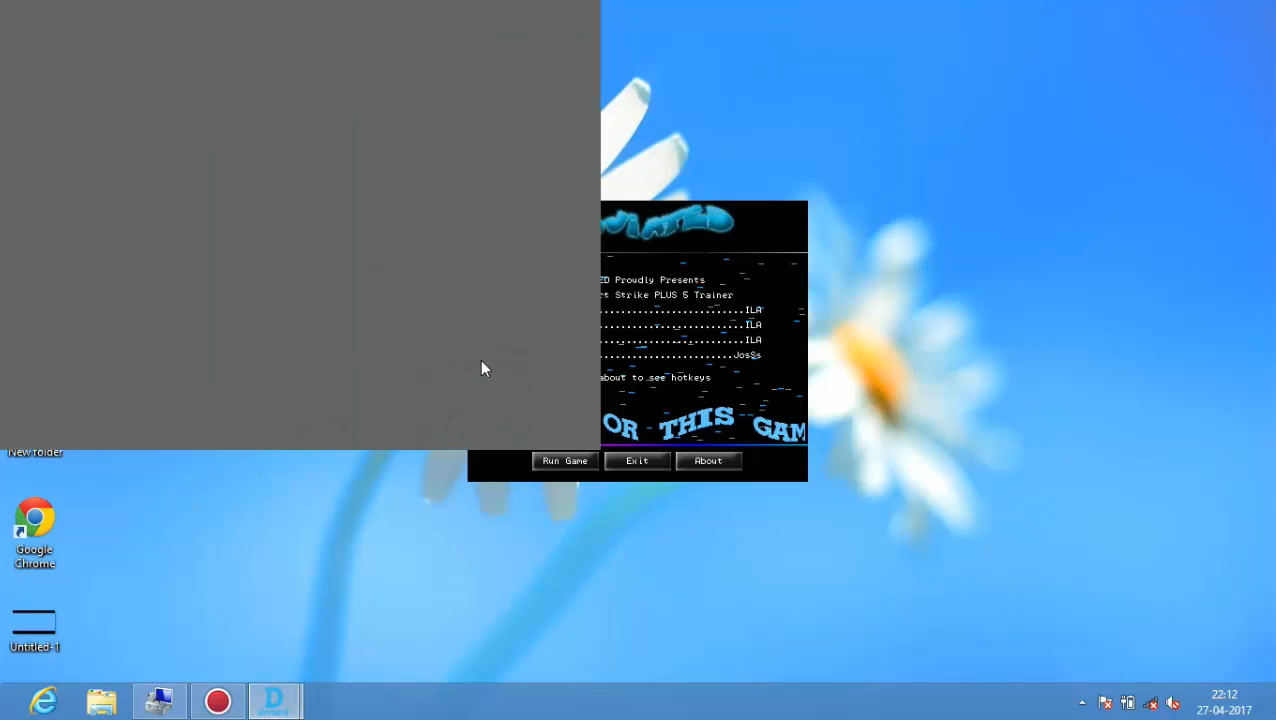 ED Proudly Presents
rt Strike PLUS 5 Trainer
.........................ILA
.........................ILA
.........................ILA
.......................JosSs
about to see hotkeys
OR THIS GAM
Run Game Exit About
New folder
Google
Chrome
Untitled-1
22:12
27-04-2017